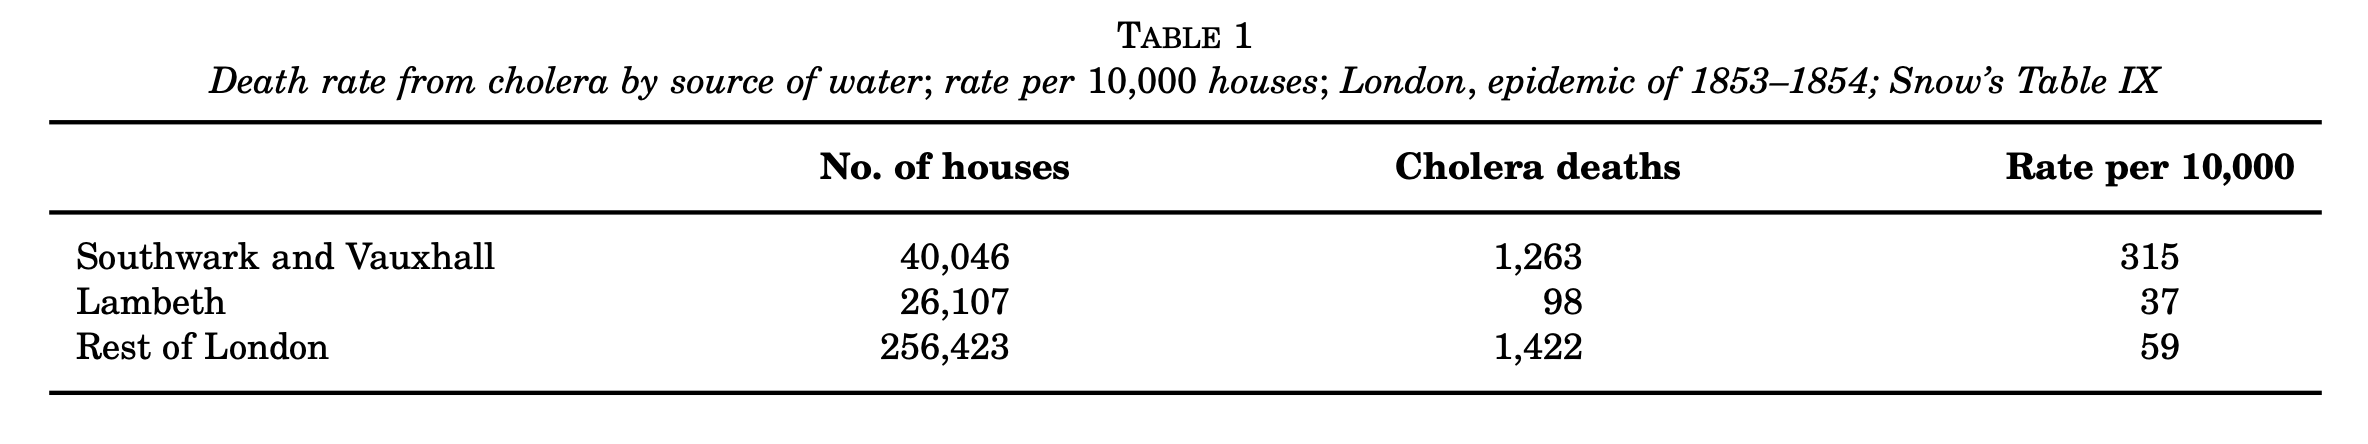 TABLE 1
Death rate from cholera by source of water; rate per 10,000 houses; London, epidemic of 1853–1854; Snow's Table IX
No. of houses Cholera deaths Rate per 10,000
Southwark and Vauxhall 40,046 1,263 315
Lambeth 26,107 98 37
Rest of London 256,423 1,422 59